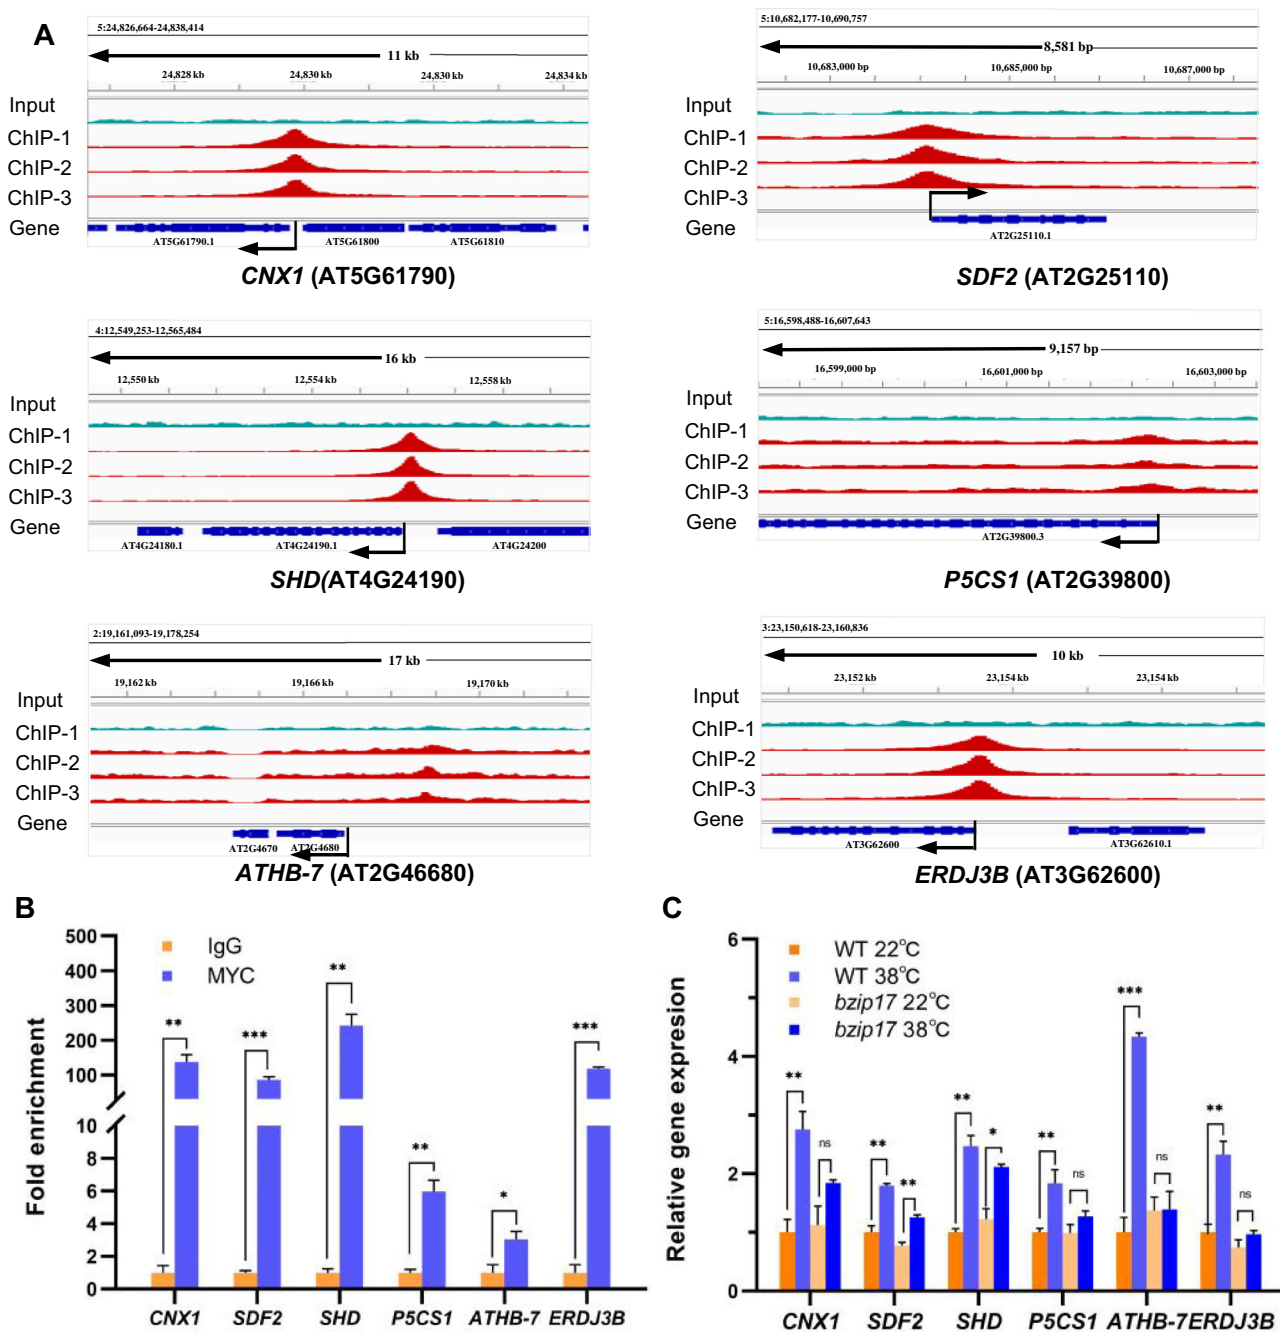 A
5:24,826,664-24,838,414
11 kb
24,828 kb
24,830 kb
24,830 kb
24,834 kb
Input
ChIP-1
ChIP-2
ChIP-3
Gene
AT5G61790.1
AT5G61800
AT5G61810
CNX1 (AT5G61790)
5:10,682,177-10,690,757
8,581 bp
10,683,000 bp
10,685,000 bp
10,687,000 bp
Input
ChIP-1
ChIP-2
ChIP-3
Gene
AT2G25110.1
SDF2 (AT2G25110)
4:12,549,253-12,565,484
16 kb
12,550 kb
12,554 kb
12,558 kb
Input
ChIP-1
ChIP-2
ChIP-3
Gene
AT4G24180.1
AT4G24190.1
AT4G24200
SHD(AT4G24190)
5:16,598,488-16,607,643
9,157 bp
16,599,000 bp
16,601,000 bp
16,603,000 bp
Input
ChIP-1
ChIP-2
ChIP-3
Gene
AT2G39800.3
P5CS1 (AT2G39800)
2:19,161,093-19,178,254
17 kb
19,162 kb
19,166 kb
19,170 kb
Input
ChIP-1
ChIP-2
ChIP-3
Gene
AT2G4670
AT2G4680
ATHB-7 (AT2G46680)
3:23,150,618-23,160,836
10 kb
23,152 kb
23,154 kb
23,154 kb
Input
ChIP-1
ChIP-2
ChIP-3
Gene
AT3G62600
AT3G62610.1
ERDJ3B (AT3G62600)
B
Fold enrichment
500
400
300
200
100
10
8
6
4
2
0
IgG
MYC
**
***
**
**
*
***
CNX1 SDF2 SHD P5CS1 ATHB-7 ERDJ3B
C
Relative gene expresion
6
4
2
0
WT 22°C
WT 38°C
bzip17 22°C
bzip17 38°C
**
ns
**
**
**
*
**
ns
***
ns
**
ns
CNX1 SDF2 SHD P5CS1 ATHB-7 ERDJ3B